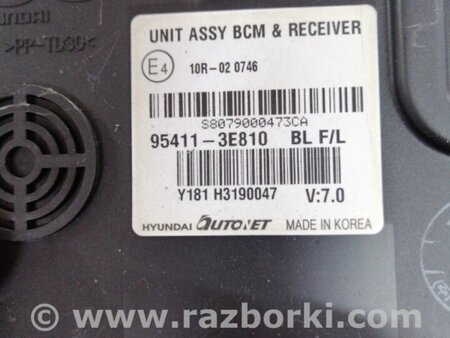 UNIT ASSY BCM & RECEIVER
E4
10R-02 0746
>PP-TD30<
S8079000473CA
95411-3E810 BL F/L
Y181 H3190047 V:7.0
HYUNDAI AUTONET MADE IN KOREA
© www.razborki.com